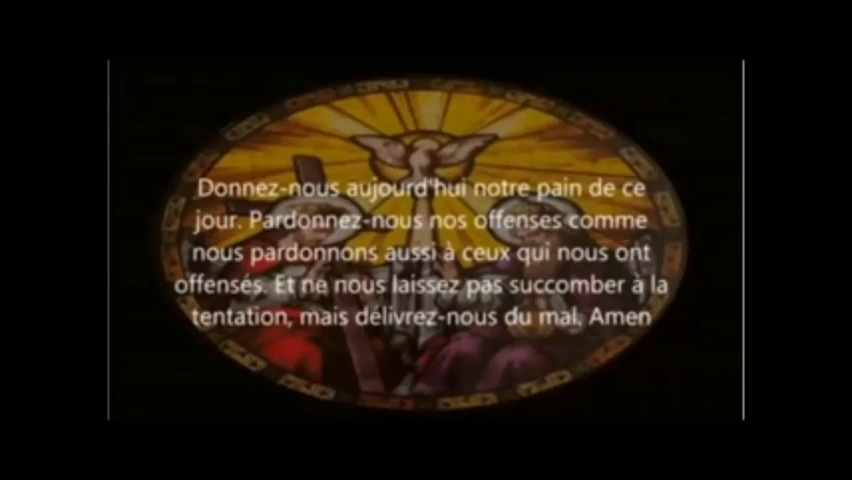 Donnez-nous aujourd'hui notre pain de ce
jour. Pardonnez-nous nos offenses comme
nous pardonnons aussi à ceux qui nous ont
offensés. Et ne nous laissez pas succomber à la
tentation, mais délivrez-nous du mal. Amen